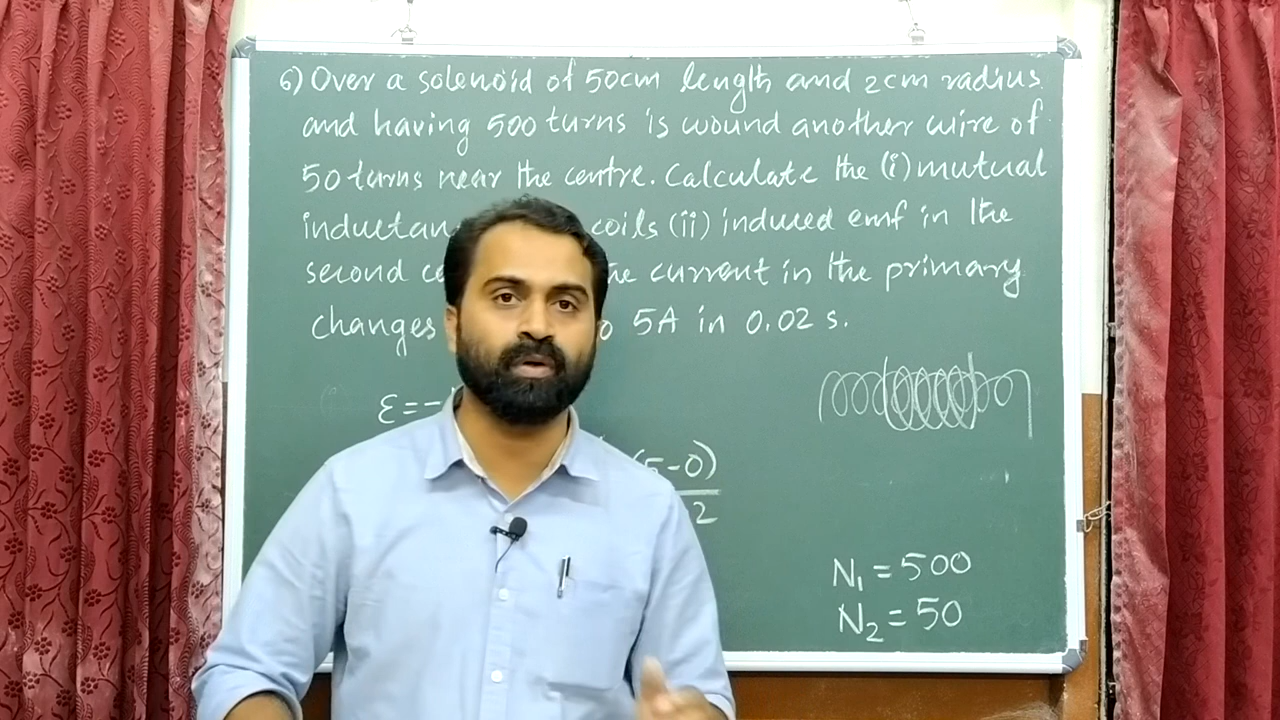 6) Over a solenoid of 50cm length and 2cm radius
and having 500 turns is wound another wire of
50 turns near the centre. Calculate the (i) mutual
inductan coils (ii) induced emf in the
second current in the primary
changes 5A in 0.02 s.
ε = -
(5-0)
2
N₁ = 500
N₂ = 50